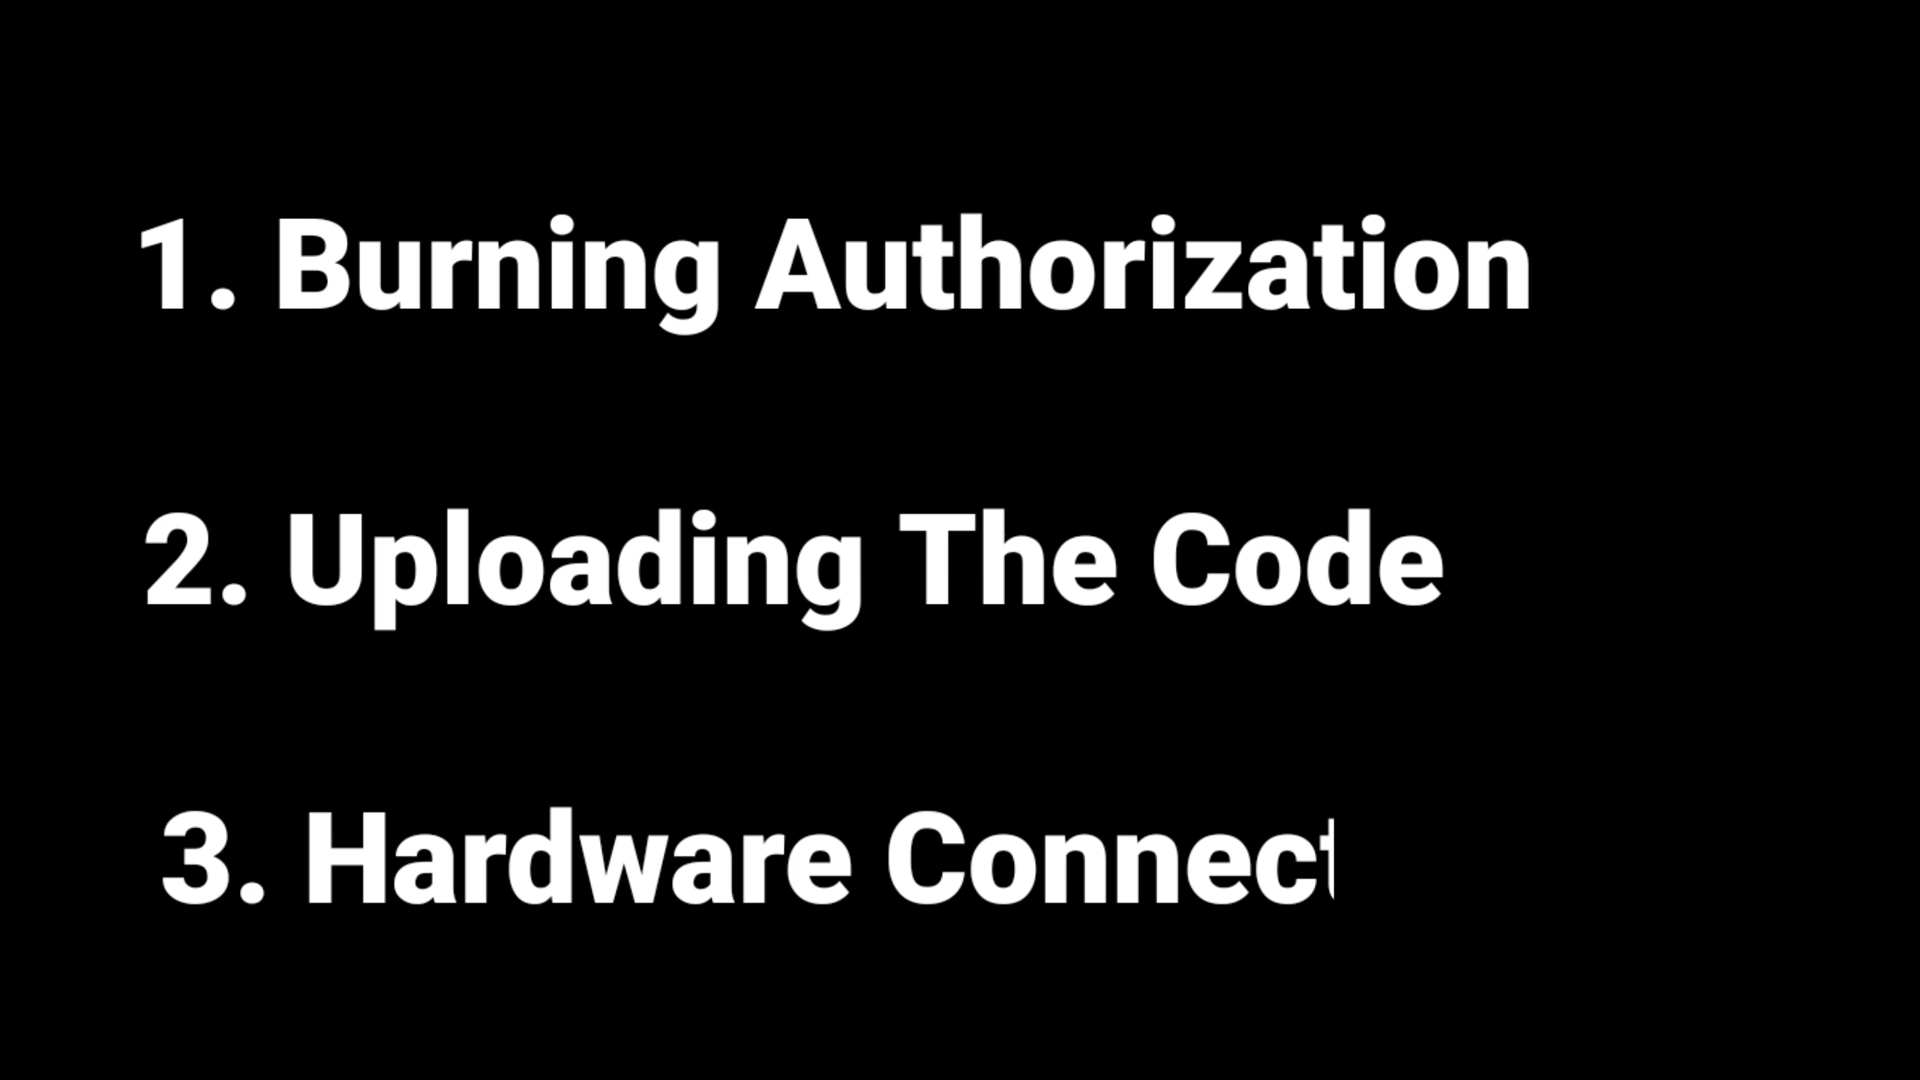 1. Burning Authorization
2. Uploading The Code
3. Hardware Connect